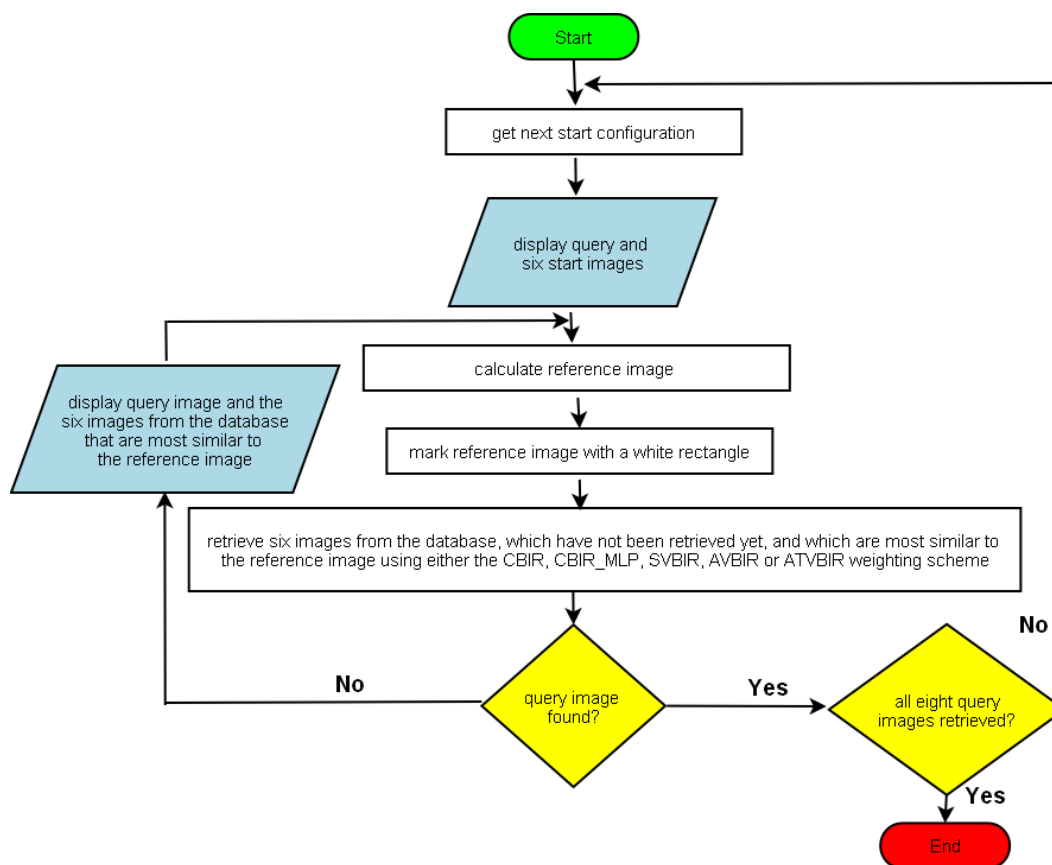 Start
get next start configuration
display query and
six start images
calculate reference image
display query image and the
six images from the database
that are most similar to
the reference image
mark reference image with a white rectangle
retrieve six images from the database, which have not been retrieved yet, and which are most similar to
the reference image using either the CBIR, CBIR_MLP, SVBIR, AVBIR or ATVBIR weighting scheme
No
query image
found?
Yes
all eight query
images retrieved?
No
Yes
End